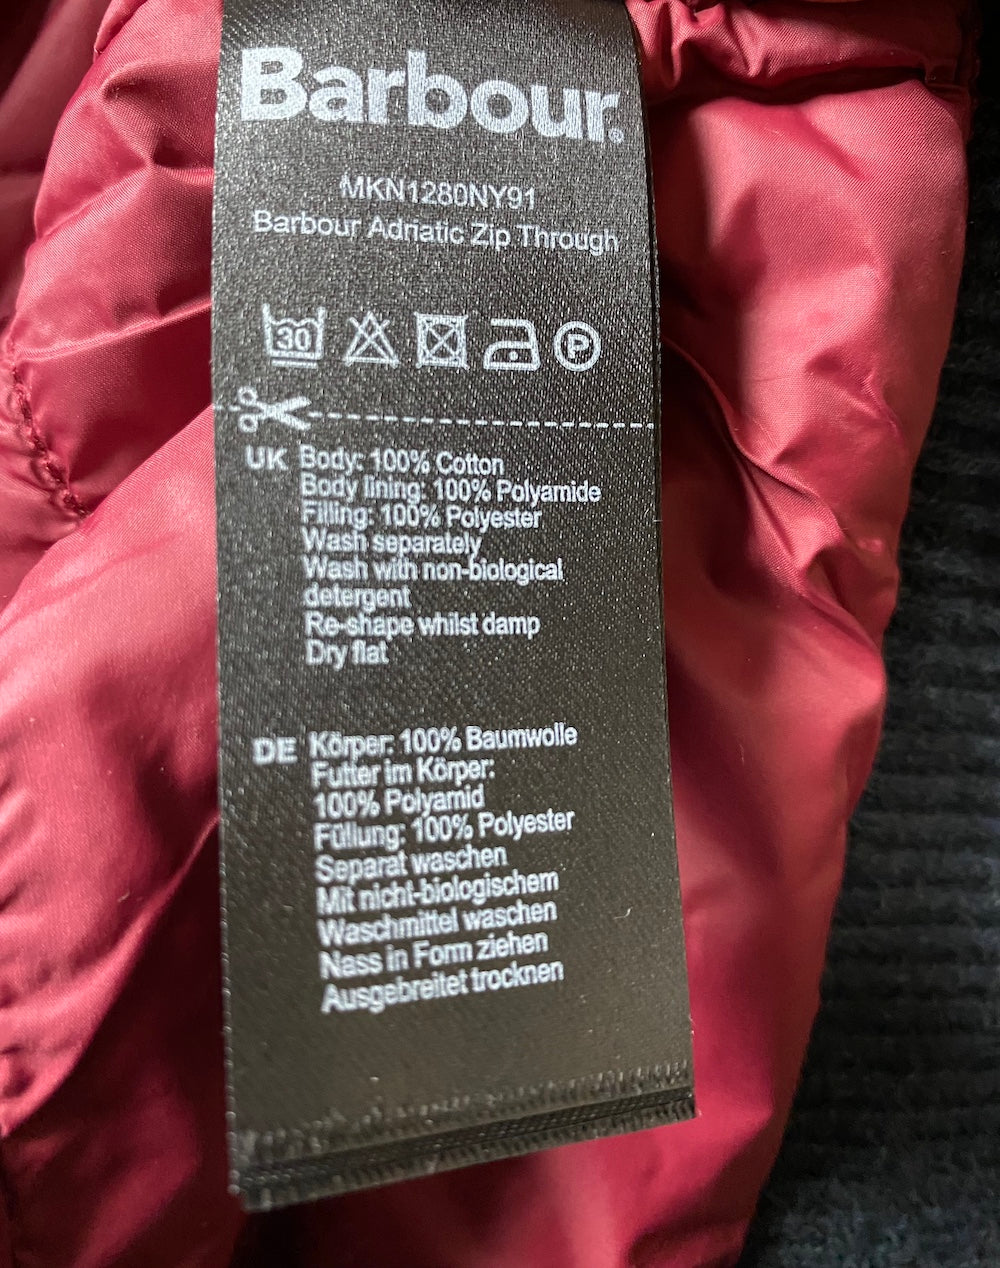 Barbour.
MKN1280NY91
Barbour Adriatic Zip Through
30 P
UK Body: 100% Cotton
Body lining: 100% Polyamide
Filling: 100% Polyester
Wash separately
Wash with non-biological
detergent
Re-shape whilst damp
Dry flat
DE Körper: 100% Baumwolle
Futter im Körper:
100% Polyamid
Füllung: 100% Polyester
Separat waschen
Mit nicht-biologischem
Waschmittel waschen
Nass in Form ziehen
Ausgebreitet trocknen